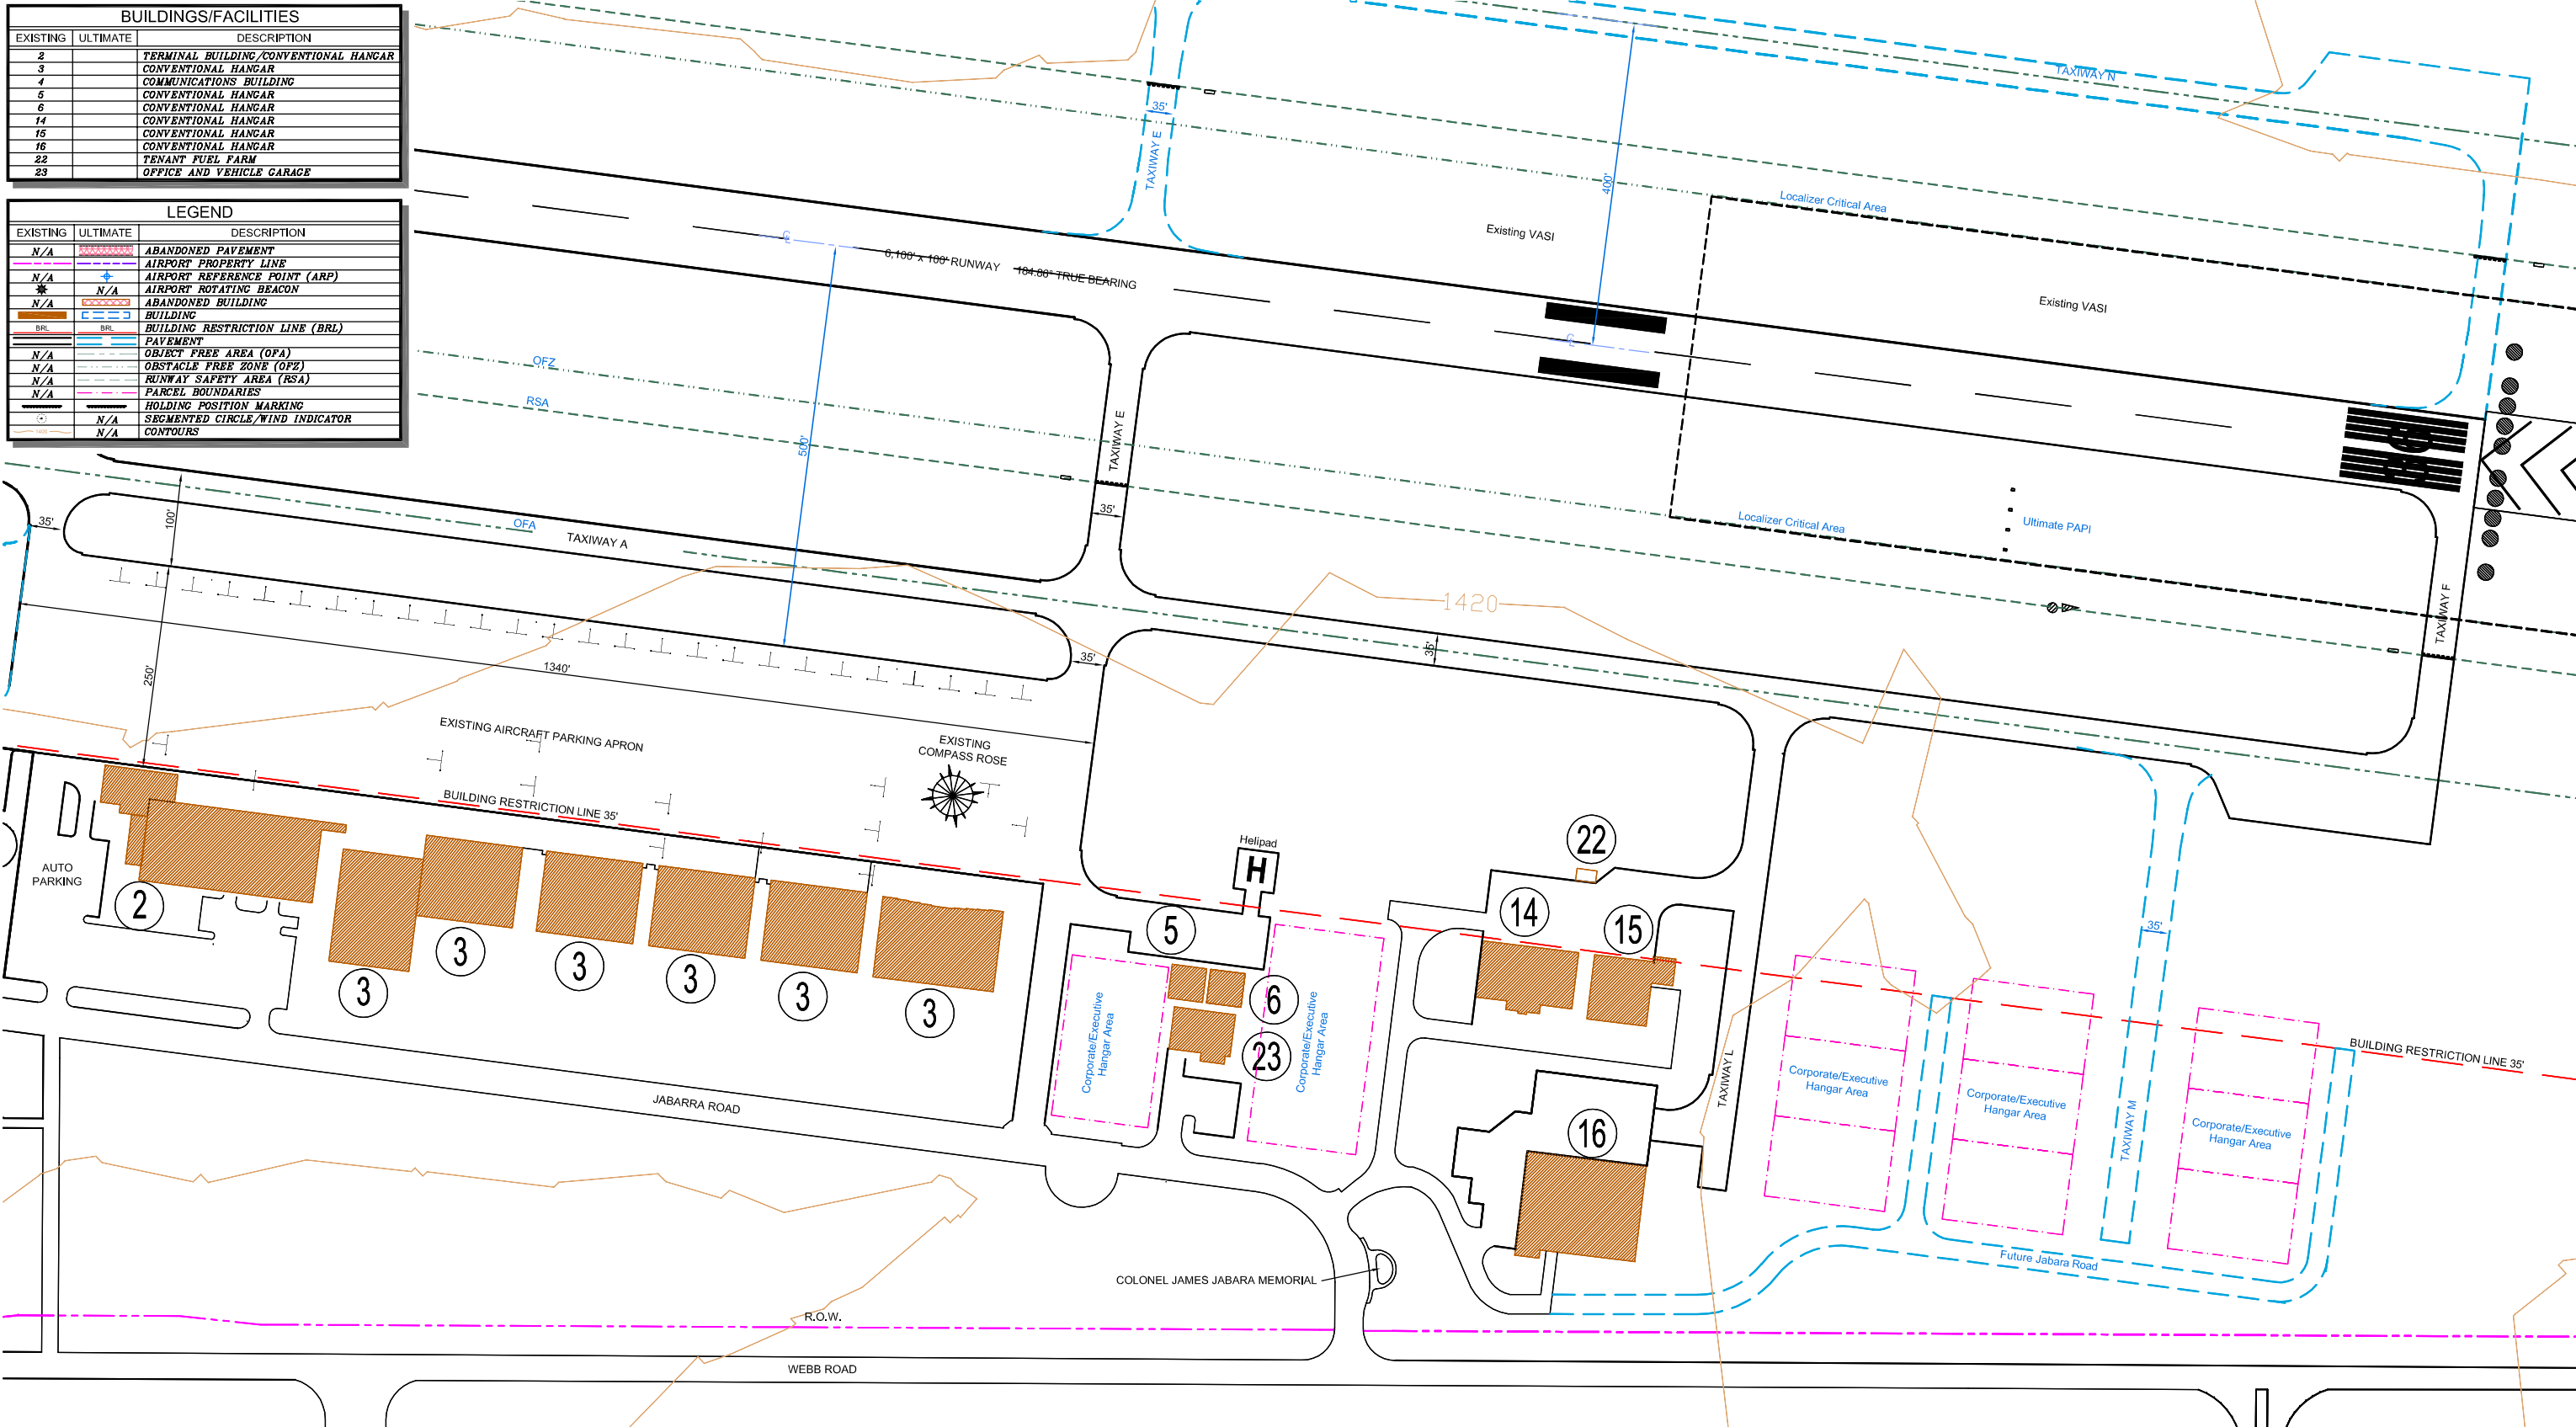 BUILDINGS/FACILITIES
EXISTING ULTIMATE DESCRIPTION
2 TERMINAL BUILDING/CONVENTIONAL HANGAR
3 CONVENTIONAL HANGAR
4 COMMUNICATIONS BUILDING
5 CONVENTIONAL HANGAR
6 CONVENTIONAL HANGAR
14 CONVENTIONAL HANGAR
15 CONVENTIONAL HANGAR
16 CONVENTIONAL HANGAR
22 TENANT FUEL FARM
23 OFFICE AND VEHICLE GARAGE
LEGEND
EXISTING ULTIMATE DESCRIPTION
N/A ABANDONED PAVEMENT
AIRPORT PROPERTY LINE
N/A AIRPORT REFERENCE POINT (ARP)
N/A AIRPORT ROTATING BEACON
N/A ABANDONED BUILDING
BUILDING
BRL BRL BUILDING RESTRICTION LINE (BRL)
PAVEMENT
N/A OBJECT FREE AREA (OFA)
N/A OBSTACLE FREE ZONE (OFZ)
N/A RUNWAY SAFETY AREA (RSA)
N/A PARCEL BOUNDARIES
HOLDING POSITION MARKING
N/A SEGMENTED CIRCLE/WIND INDICATOR
N/A CONTOURS
TAXIWAY N
35'
TAXIWAY E
400'
Localizer Critical Area
Existing VASI
Existing VASI
6,100' x 100' RUNWAY 184.80° TRUE BEARING
OFZ
RSA
500'
TAXIWAY E
35'
Localizer Critical Area
Ultimate PAPI
TAXIWAY F
35'
100'
OFA
TAXIWAY A
1420
35'
35'
1340'
250'
EXISTING AIRCRAFT PARKING APRON
EXISTING
COMPASS ROSE
BUILDING RESTRICTION LINE 35'
AUTO
PARKING
Helipad
H
22
2
14
15
5
3
3
3
3
3
3
6
23
16
Corporate/Executive
Hangar Area
Corporate/Executive
Hangar Area
TAXIWAY L
35'
Corporate/Executive
Hangar Area
Corporate/Executive
Hangar Area
TAXIWAY M
Corporate/Executive
Hangar Area
BUILDING RESTRICTION LINE 35'
JABARRA ROAD
Future Jabara Road
COLONEL JAMES JABARA MEMORIAL
R.O.W.
WEBB ROAD